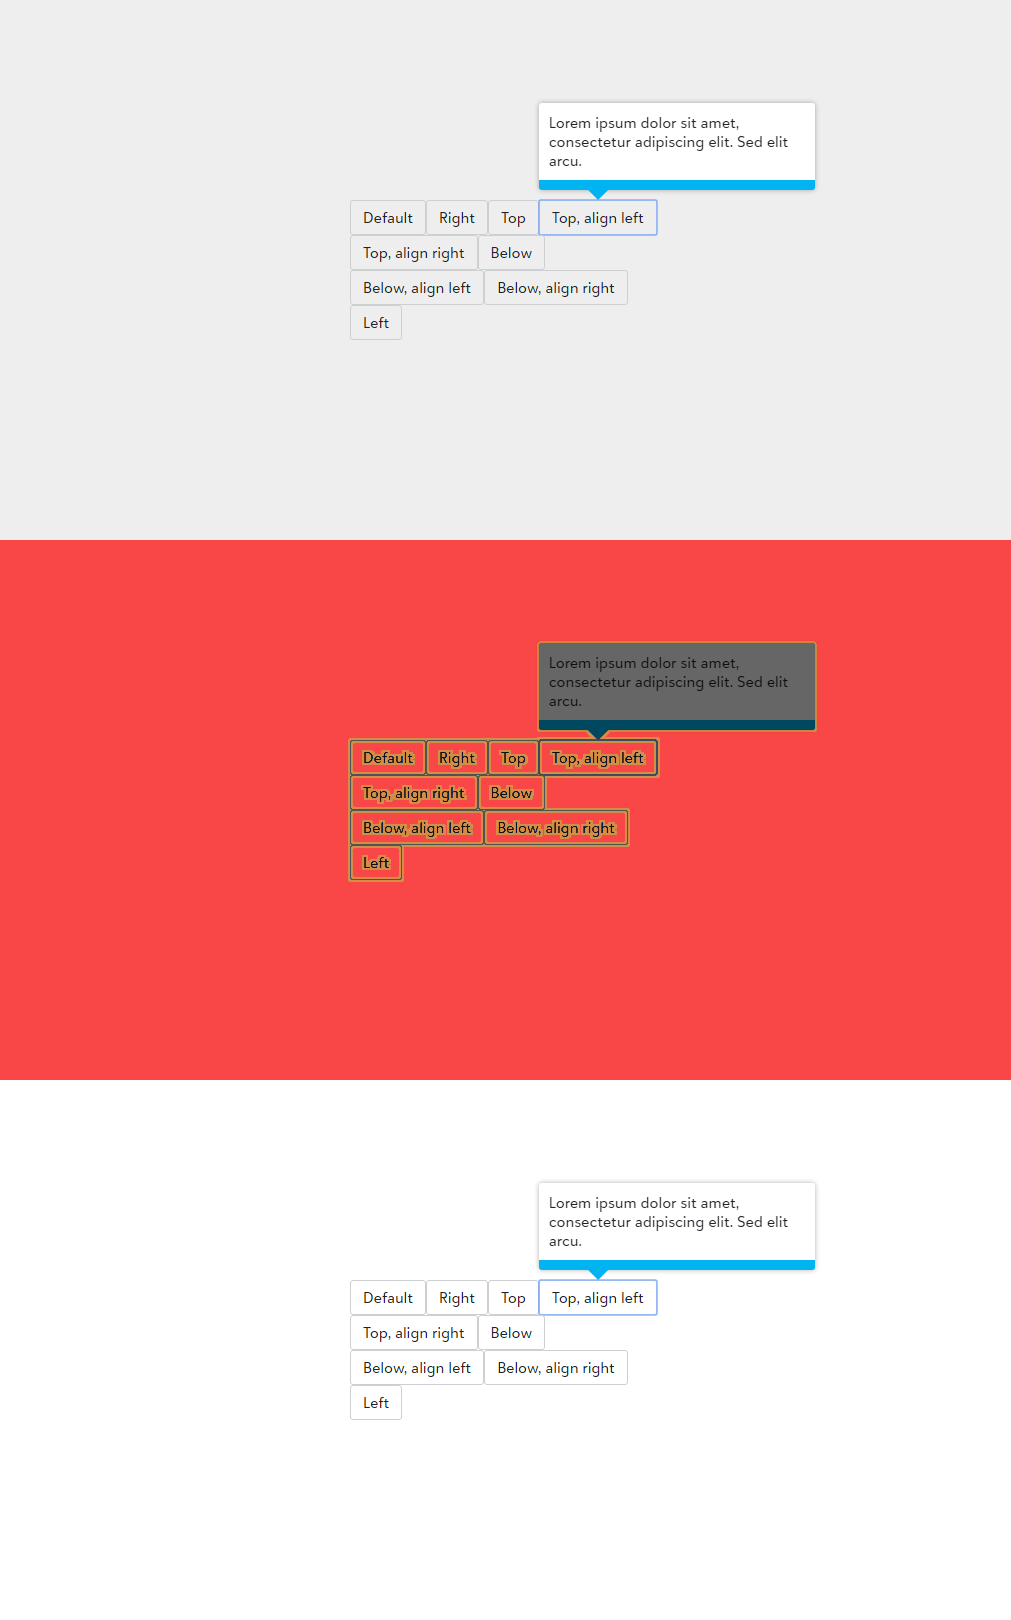 Lorem ipsum dolor sit amet,
consectetur adipiscing elit. Sed elit
arcu.
Default Right Top Top, align left
Top, align right Below
Below, align left Below, align right
Left
Lorem ipsum dolor sit amet,
consectetur adipiscing elit. Sed elit
arcu.
Default Right Top Top, align left
Top, align right Below
Below, align left Below, align right
Left
Lorem ipsum dolor sit amet,
consectetur adipiscing elit. Sed elit
arcu.
Default Right Top Top, align left
Top, align right Below
Below, align left Below, align right
Left